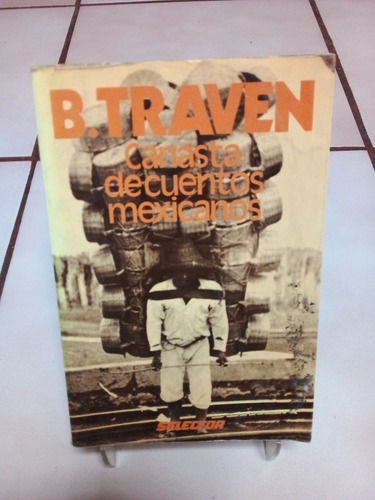 B.TRAVEN
Canasta
de cuentos
mexicanos
SELECTOR